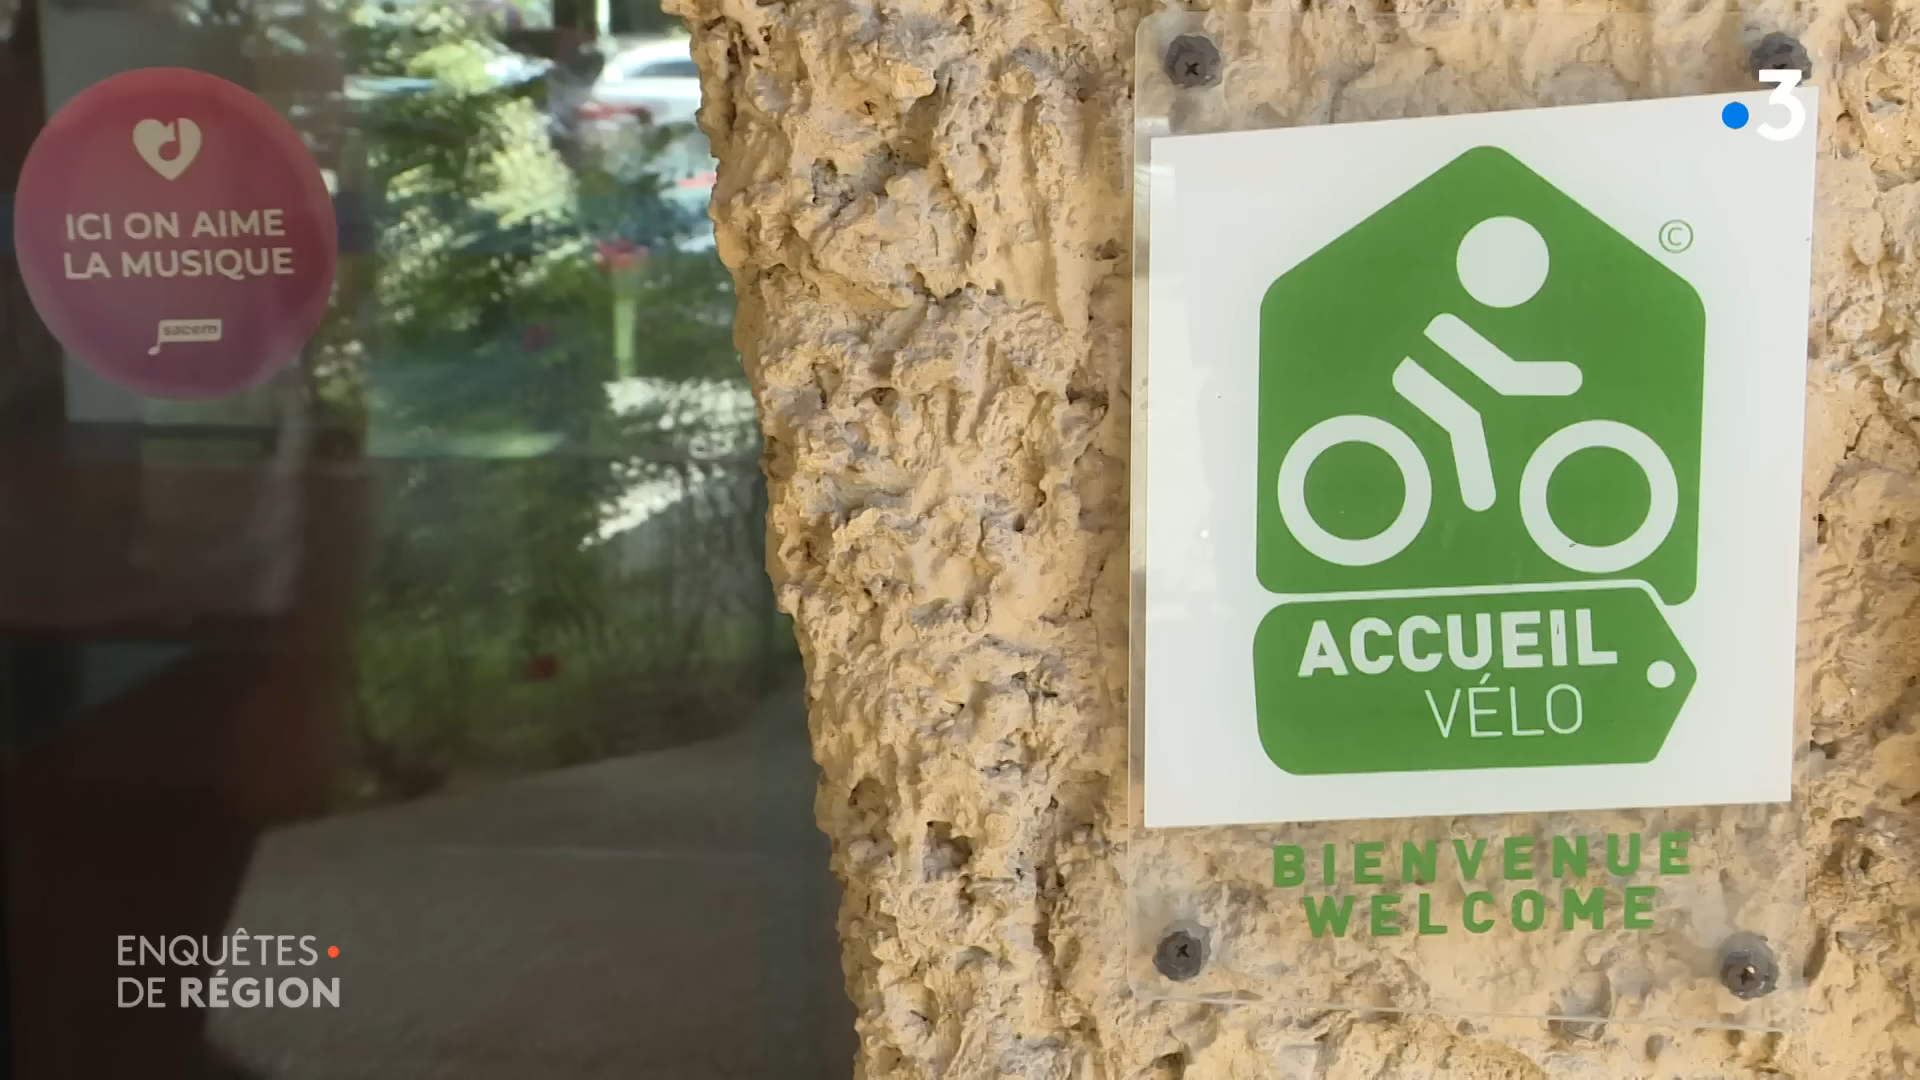 ICI ON AIME
LA MUSIQUE
sacem
3
©
ACCUEIL
VÉLO
BIENVENUE
WELCOME
ENQUÊTES
DE RÉGION